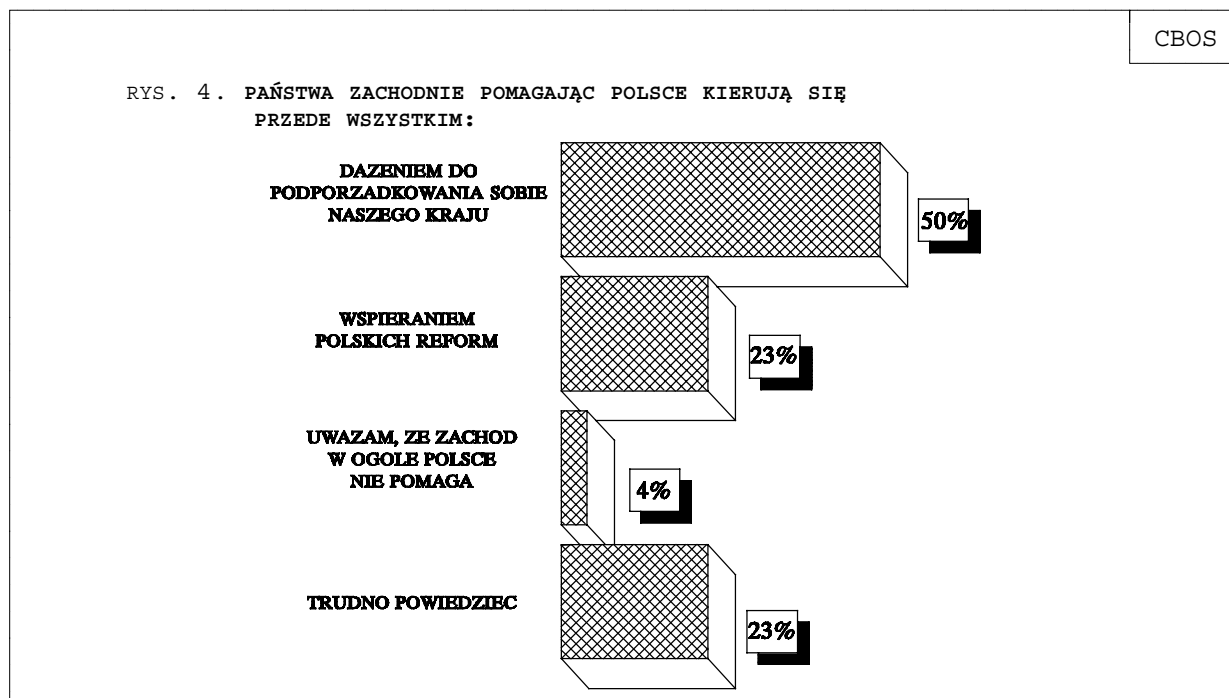 CBOS
RYS. 4. PAŃSTWA ZACHODNIE POMAGAJĄC POLSCE KIERUJĄ SIĘ
PRZEDE WSZYSTKIM:
DAZENIEM DO
PODPORZADKOWANIA SOBIE
NASZEGO KRAJU
50%
WSPIERANIEM
POLSKICH REFORM
23%
UWAZAM, ZE ZACHOD
W OGOLE POLSCE
NIE POMAGA
4%
TRUDNO POWIEDZIEC
23%